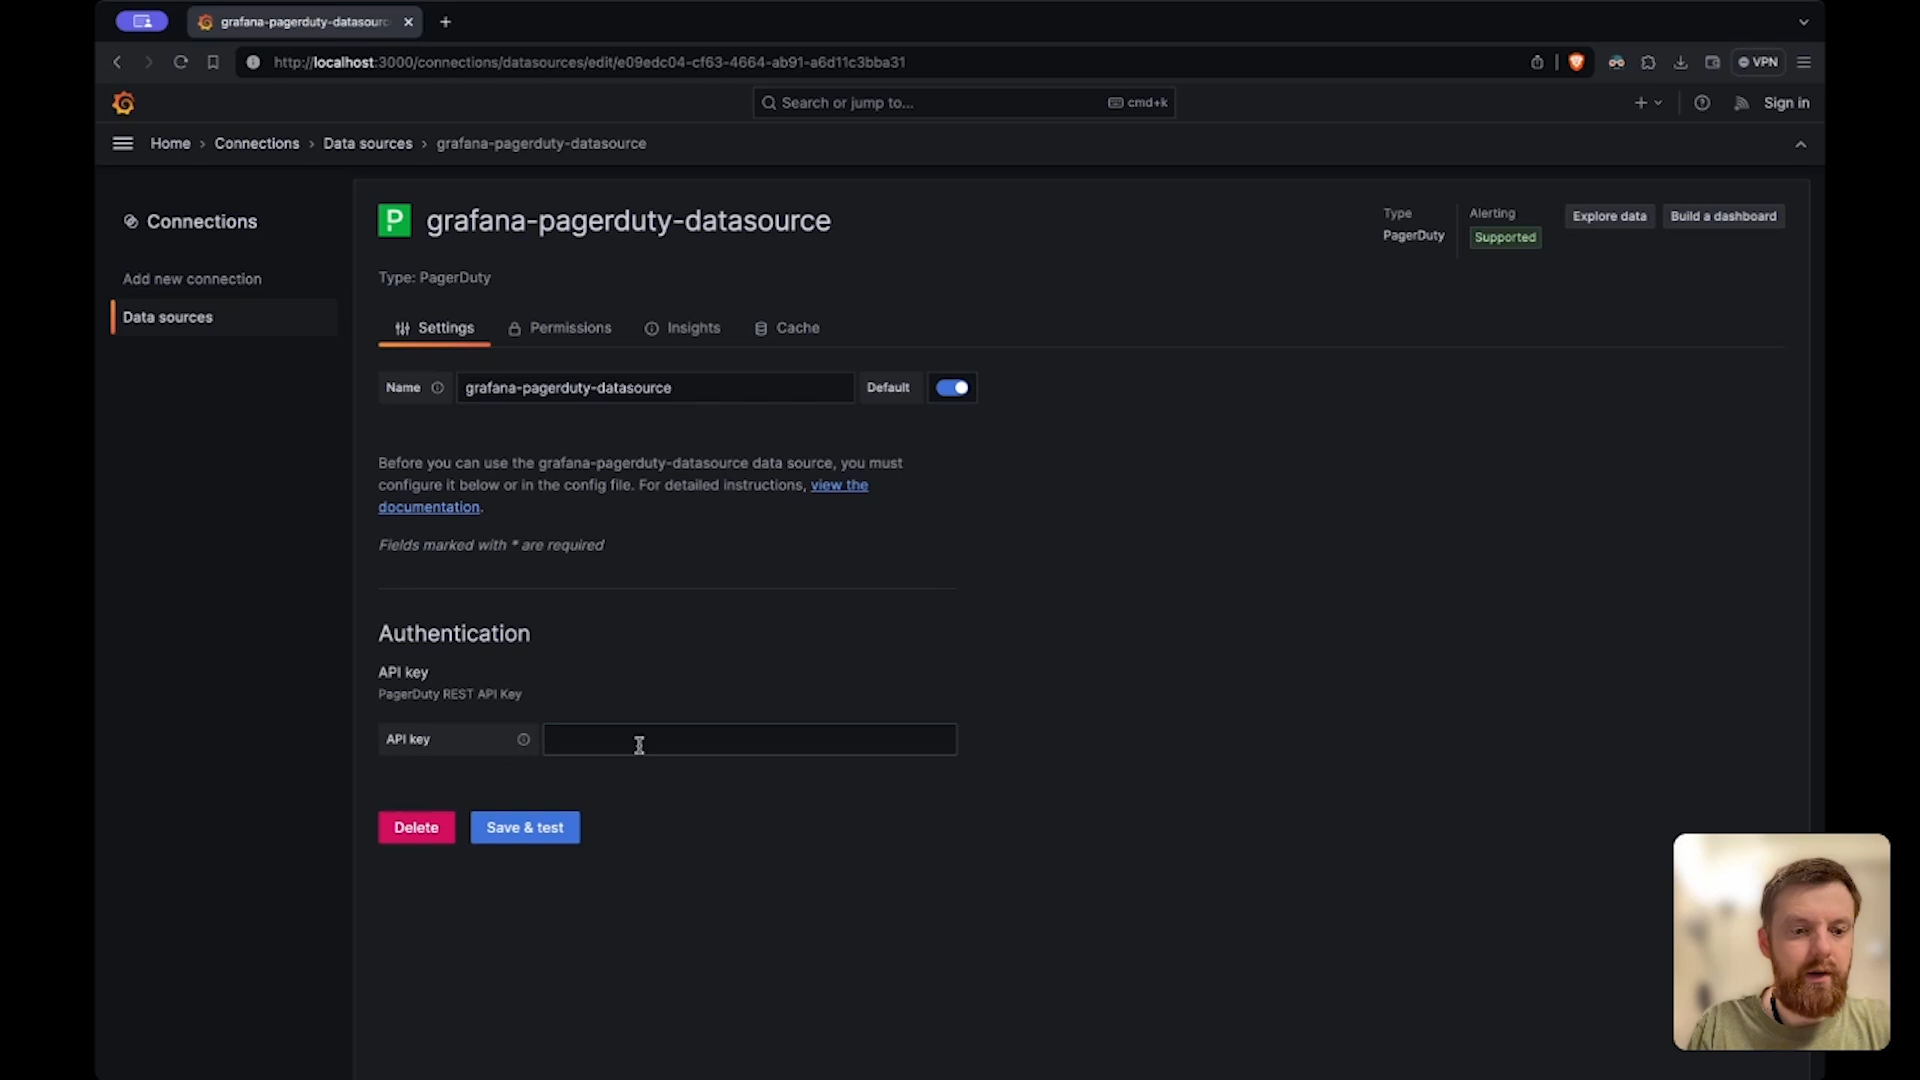 grafana-pagerduty-datasourc
http://localhost:3000/connections/datasources/edit/e09edc04-cf63-4664-ab91-a6d11c3bba31
VPN
Search or jump to...
cmd+k
Sign in
Home
Connections
Data sources
grafana-pagerduty-datasource
Connections
Add new connection
Data sources
P
grafana-pagerduty-datasource
Type
PagerDuty
Alerting
Supported
Explore data
Build a dashboard
Type: PagerDuty
Settings
Permissions
Insights
Cache
Name
grafana-pagerduty-datasource
Default
Before you can use the grafana-pagerduty-datasource data source, you must
configure it below or in the config file. For detailed instructions, view the
documentation.
Fields marked with * are required
Authentication
API key
PagerDuty REST API Key
API key
Delete
Save & test